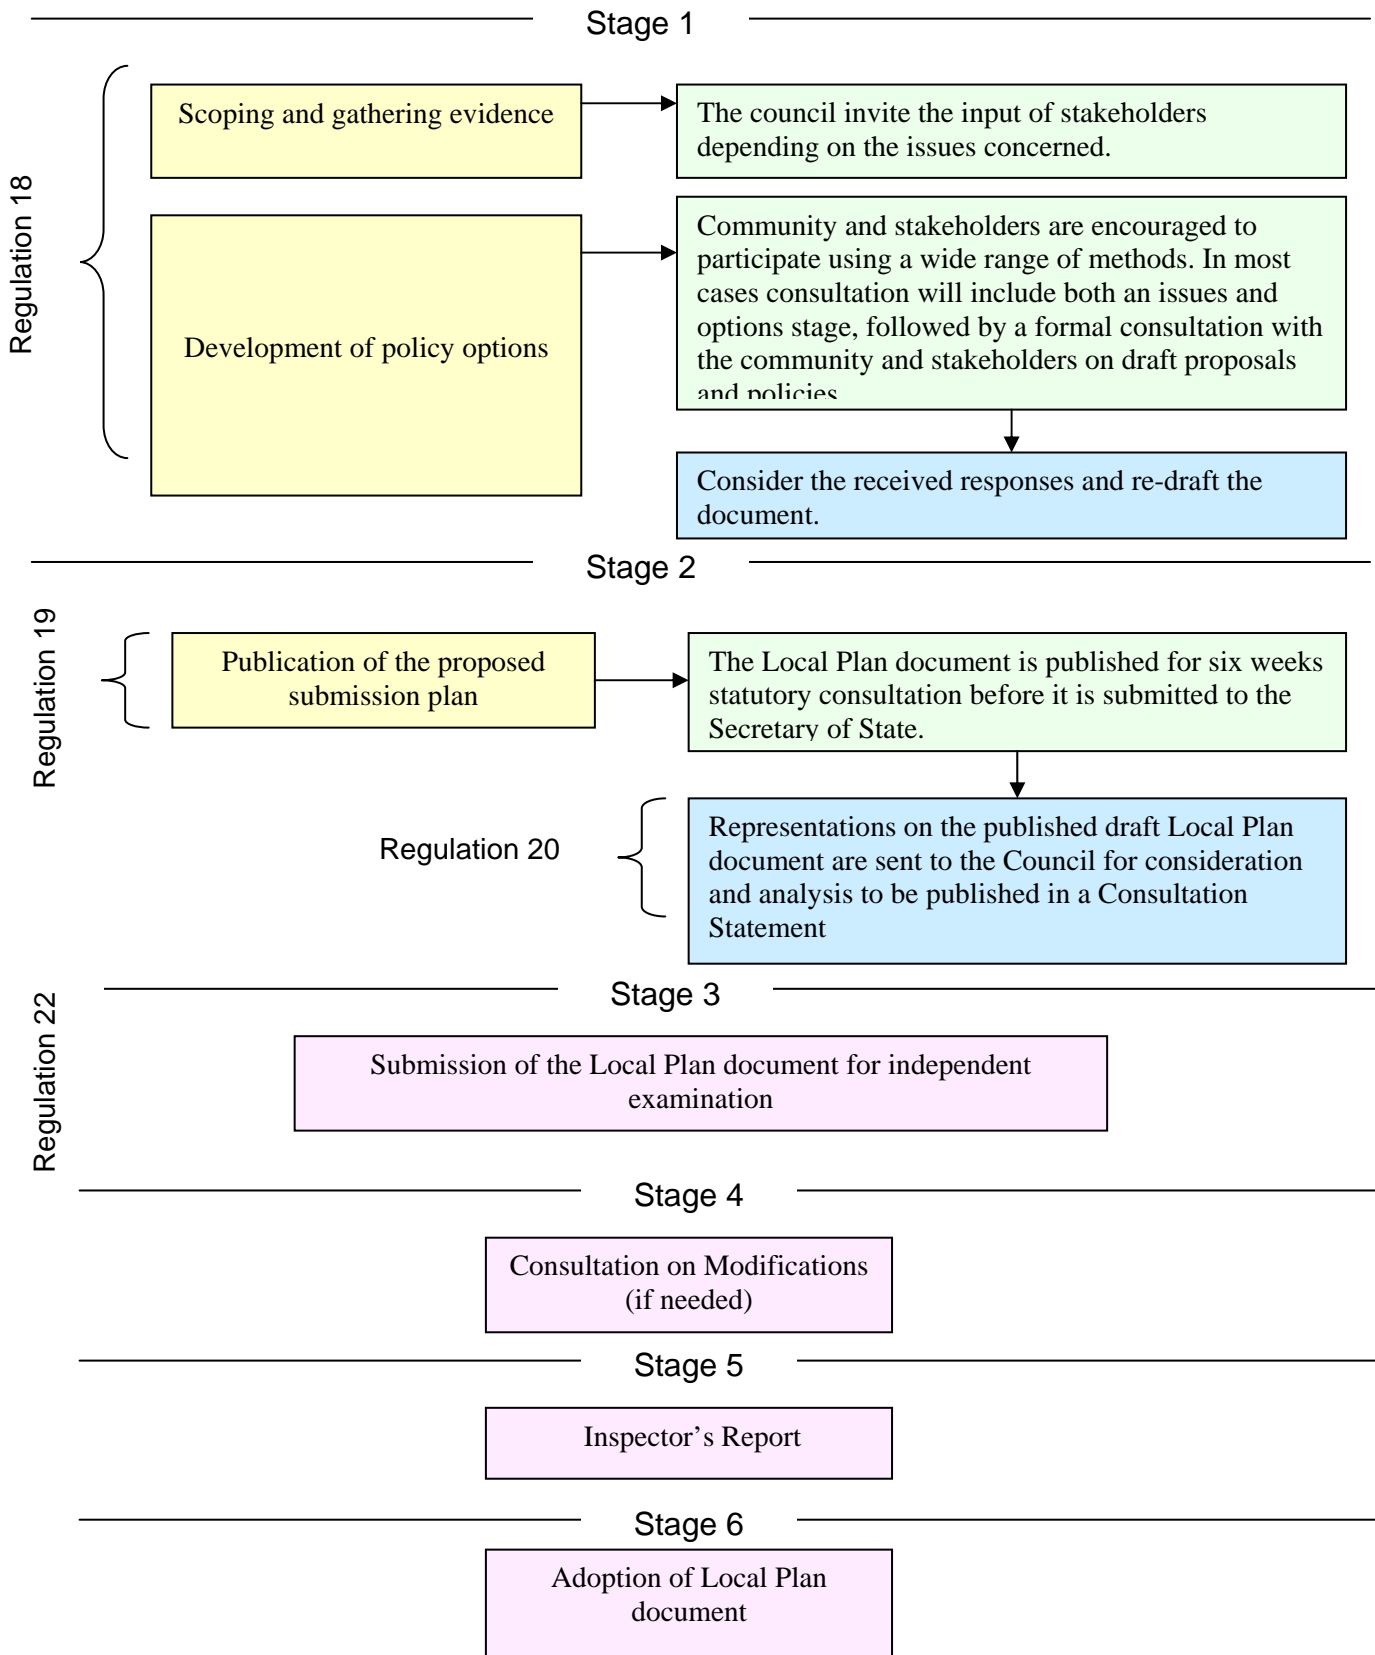 Stage 1
Regulation 18
Scoping and gathering evidence
The council invite the input of stakeholders
depending on the issues concerned.
Development of policy options
Community and stakeholders are encouraged to
participate using a wide range of methods. In most
cases consultation will include both an issues and
options stage, followed by a formal consultation with
the community and stakeholders on draft proposals
and policies
Consider the received responses and re-draft the
document.
Stage 2
Regulation 19
Publication of the proposed
submission plan
The Local Plan document is published for six weeks
statutory consultation before it is submitted to the
Secretary of State.
Regulation 20
Representations on the published draft Local Plan
document are sent to the Council for consideration
and analysis to be published in a Consultation
Statement
Stage 3
Regulation 22
Submission of the Local Plan document for independent
examination
Stage 4
Consultation on Modifications
(if needed)
Stage 5
Inspector’s Report
Stage 6
Adoption of Local Plan
document